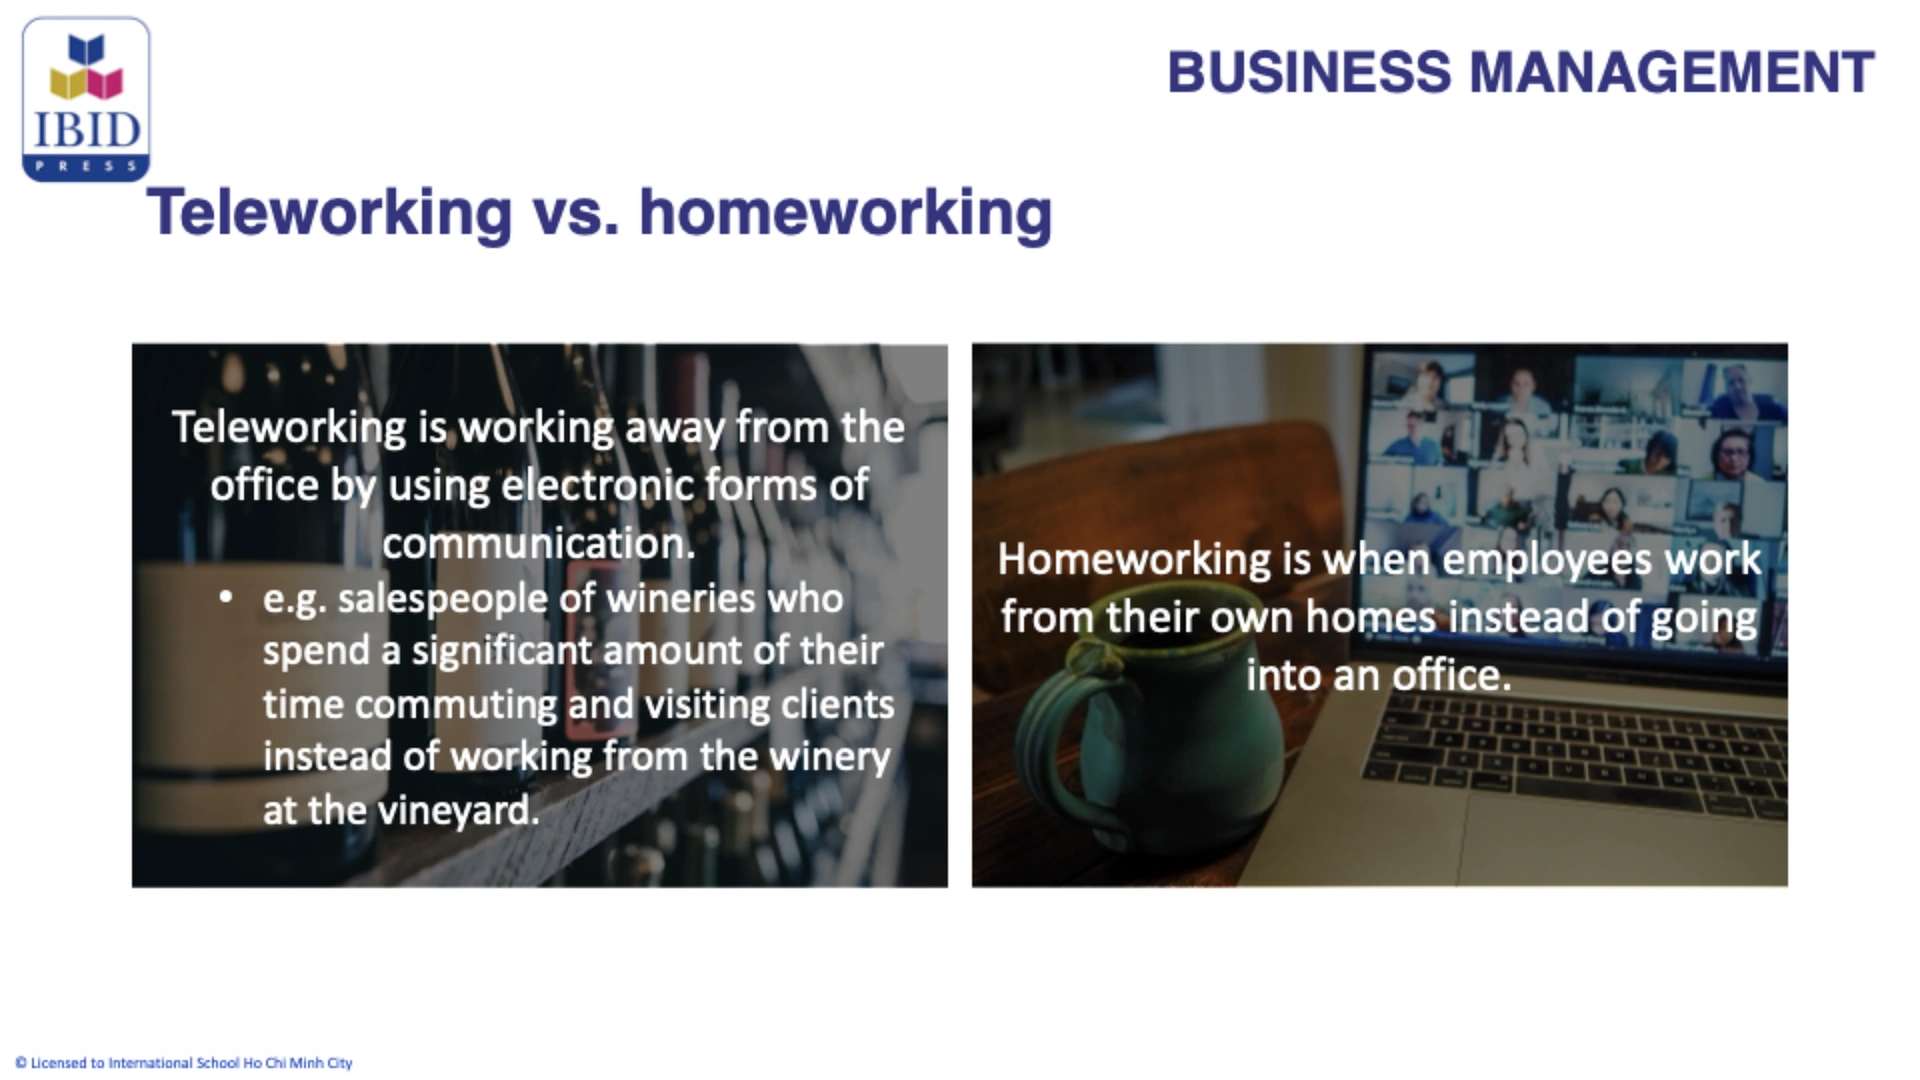 IBID
PRESS
BUSINESS MANAGEMENT
Teleworking vs. homeworking
Teleworking is working away from the
office by using electronic forms of
communication.
• e.g. salespeople of wineries who
spend a significant amount of their
time commuting and visiting clients
instead of working from the winery
at the vineyard.
Homeworking is when employees work
from their own homes instead of going
into an office.
© Licensed to International School Ho Chi Minh City